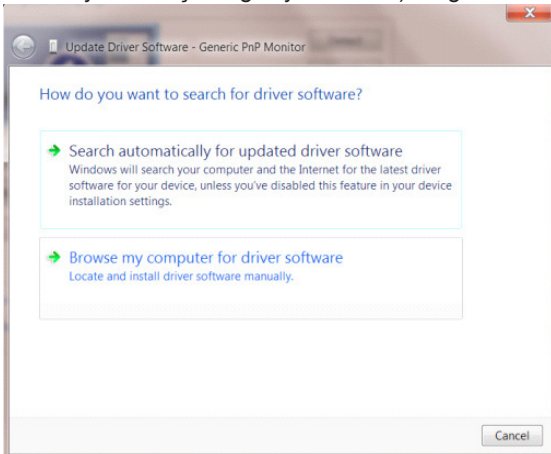 Update Driver Software - Generic PnP Monitor
How do you want to search for driver software?
Search automatically for updated driver software
Windows will search your computer and the Internet for the latest driver
software for your device, unless you've disabled this feature in your device
installation settings.
Browse my computer for driver software
Locate and install driver software manually.
Cancel